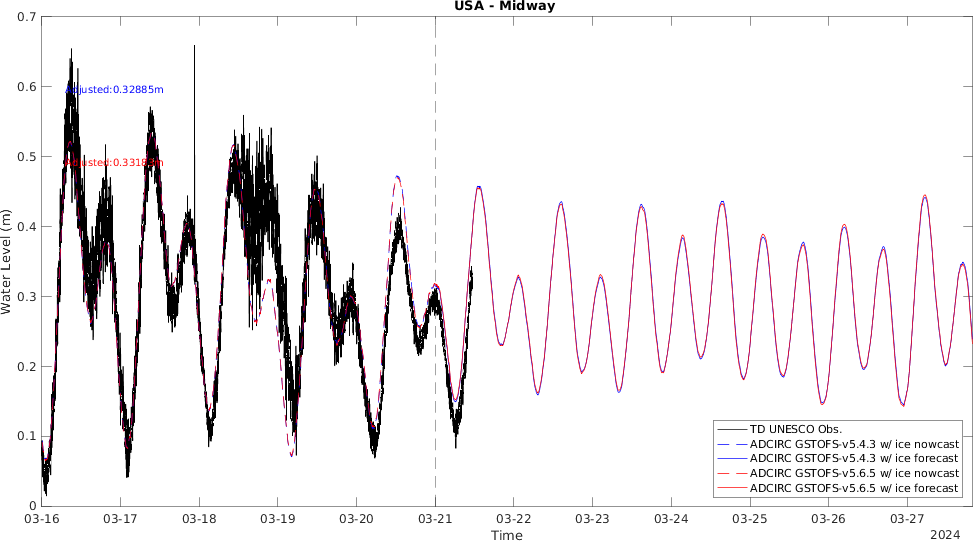 USA - Midway
0.7
0.6
0.5
0.4
0.3
0.2
0.1
0
Water Level (m)
Adjusted:0.32885m
03-16
03-17
03-18
03-19
03-20
03-21
03-22
03-23
03-24
03-25
03-26
03-27
Time
2024
TD UNESCO Obs.
ADCIRC GSTOFS-v5.4.3 w/ ice nowcast
ADCIRC GSTOFS-v5.4.3 w/ ice forecast
ADCIRC GSTOFS-v5.6.5 w/ ice nowcast
ADCIRC GSTOFS-v5.6.5 w/ ice forecast